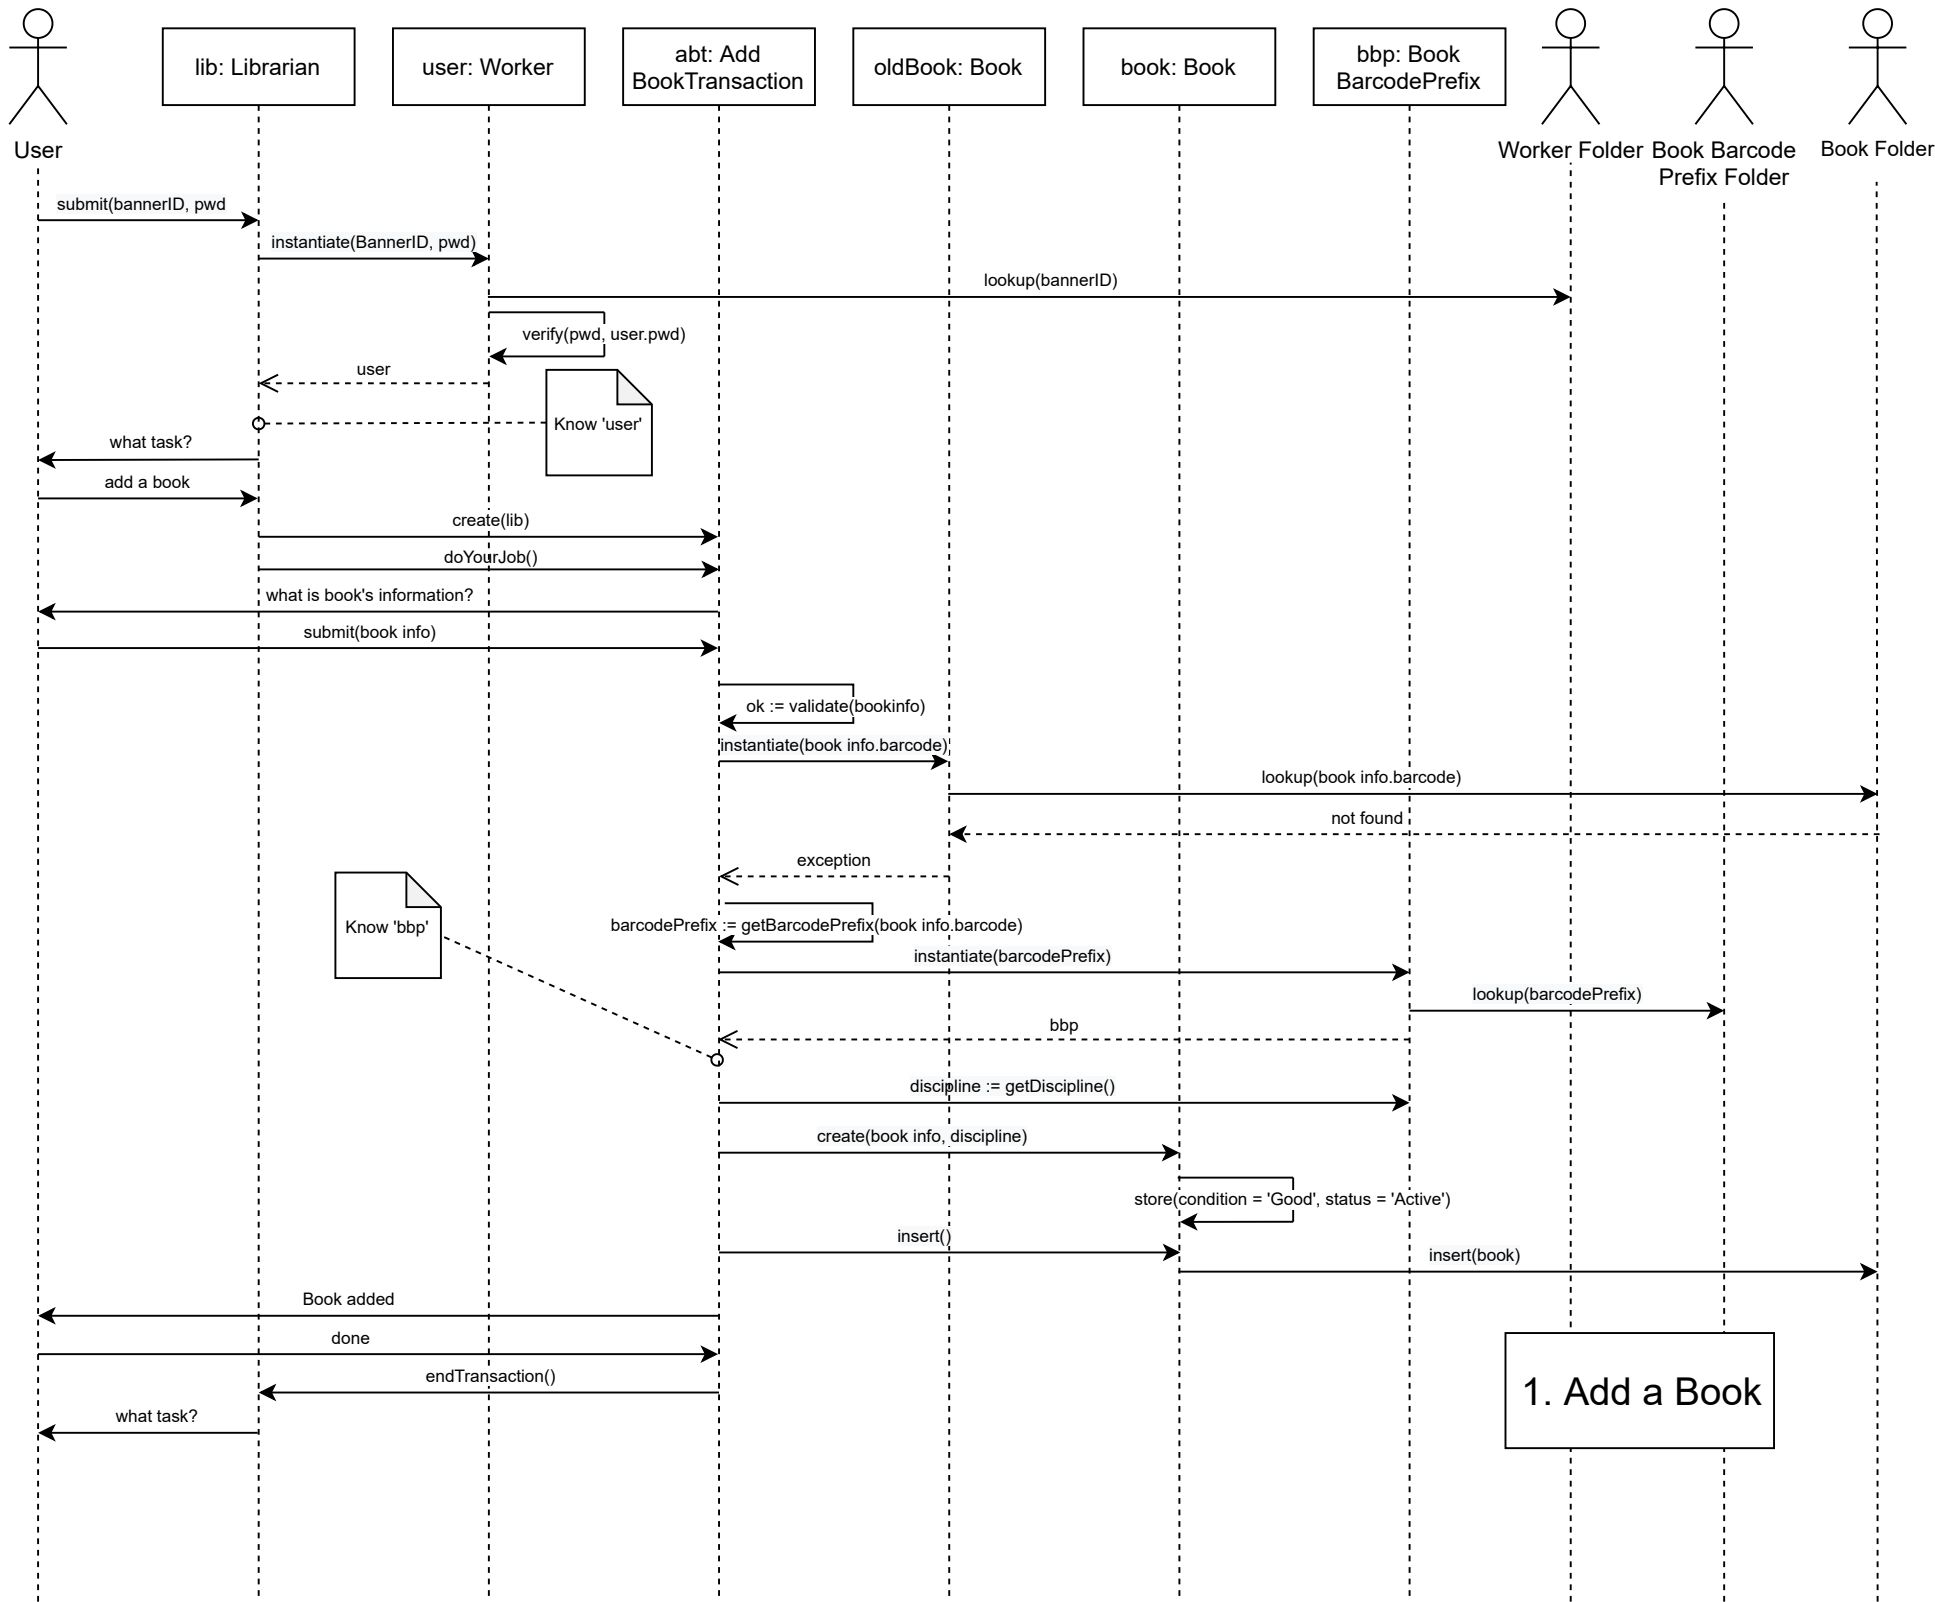 lib: Librarian
user: Worker
abt: Add
BookTransaction
oldBook: Book
book: Book
bbp: Book
BarcodePrefix
User
Worker Folder
Book Barcode
Prefix Folder
Book Folder
submit(bannerID, pwd
instantiate(BannerID, pwd)
lookup(bannerID)
verify(pwd, user.pwd)
user
Know 'user'
what task?
add a book
create(lib)
doYourJob()
what is book's information?
submit(book info)
ok := validate(bookinfo)
instantiate(book info.barcode)
lookup(book info.barcode)
not found
exception
Know 'bbp'
barcodePrefix := getBarcodePrefix(book info.barcode)
instantiate(barcodePrefix)
lookup(barcodePrefix)
bbp
discipline := getDiscipline()
create(book info, discipline)
store(condition = 'Good', status = 'Active')
insert()
insert(book)
Book added
done
endTransaction()
1. Add a Book
what task?